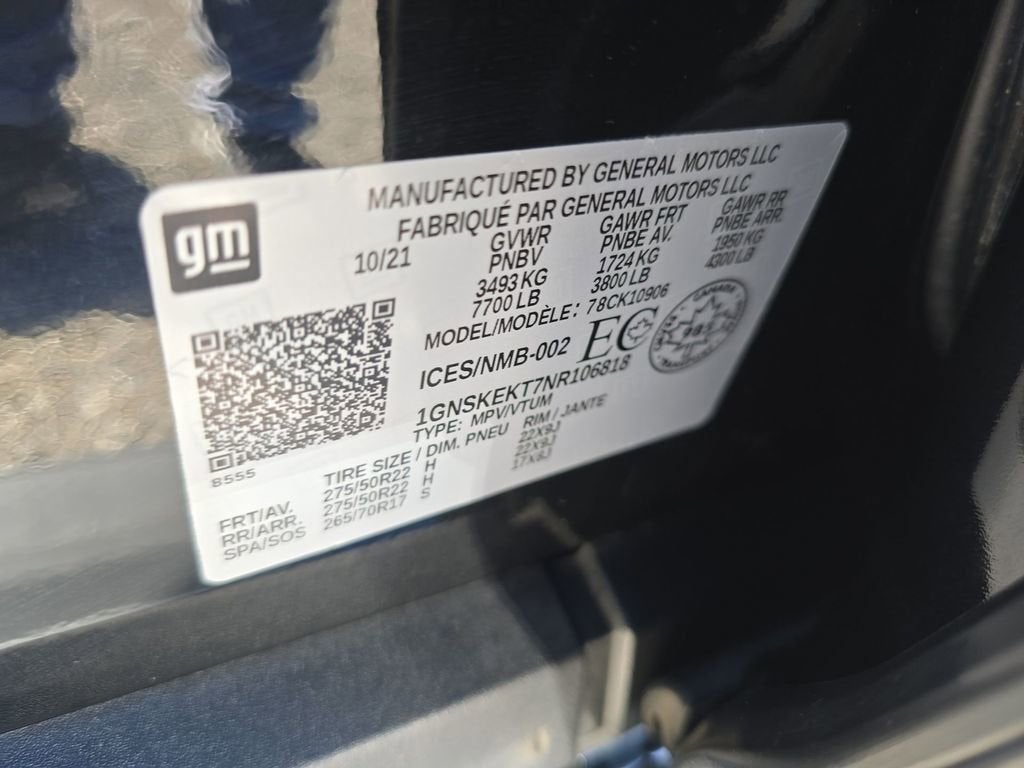 gm
MANUFACTURED BY GENERAL MOTORS LLC
FABRIQUÉ PAR GENERAL MOTORS LLC
10/21
GVWR GAWR FRT GAWR RR
PNBV PNBE AV. PNBE ARR.
3493 KG 1724 KG 1950 KG
7700 LB 3800 LB 4300 LB
MODEL/MODÈLE: 78CK10906
ICES/NMB-002 EC
CANADA
1GNSKEKT7NR106818
TYPE: MPV/VTUM
8555
TIRE SIZE / DIM. PNEU RIM / JANTE
FRT/AV. 275/50R22 H 22X9J
RR/ARR. 275/50R22 H 22X9J
SPA/SOS 265/70R17 S 17X8J